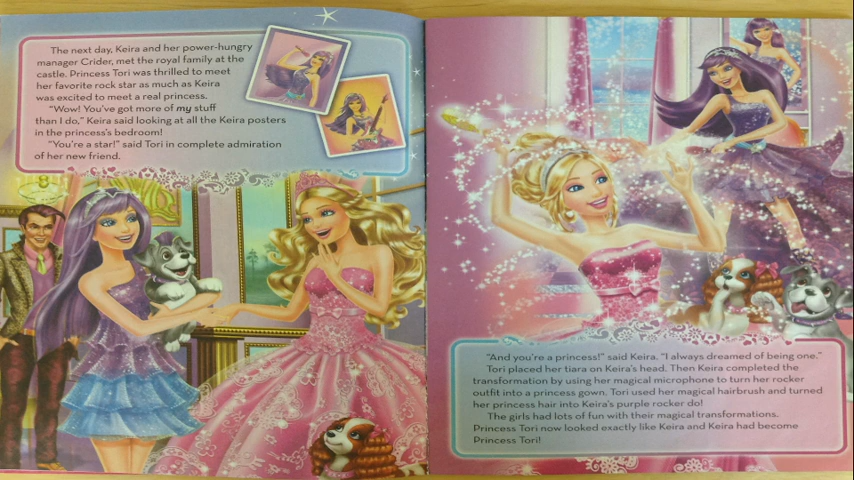 The next day, Keira and her power-hungry
manager Crider, met the royal family at the
castle. Princess Tori was thrilled to meet
her favorite rock star as much as Keira
was excited to meet a real princess.
"Wow! You've got more of my stuff
than I do," Keira said looking at all the Keira posters
in the princess's bedroom!
"You're a star!" said Tori in complete admiration
of her new friend.
"And you're a princess!" said Keira. "I always dreamed of being one."
Tori placed her tiara on Keira's head. Then Keira completed the
transformation by using her magical microphone to turn her rocker
outfit into a princess gown. Tori used her magical hairbrush and turned
her princess hair into Keira's purple rocker do!
The girls had lots of fun with their magical transformations.
Princess Tori now looked exactly like Keira and Keira had become
Princess Tori!